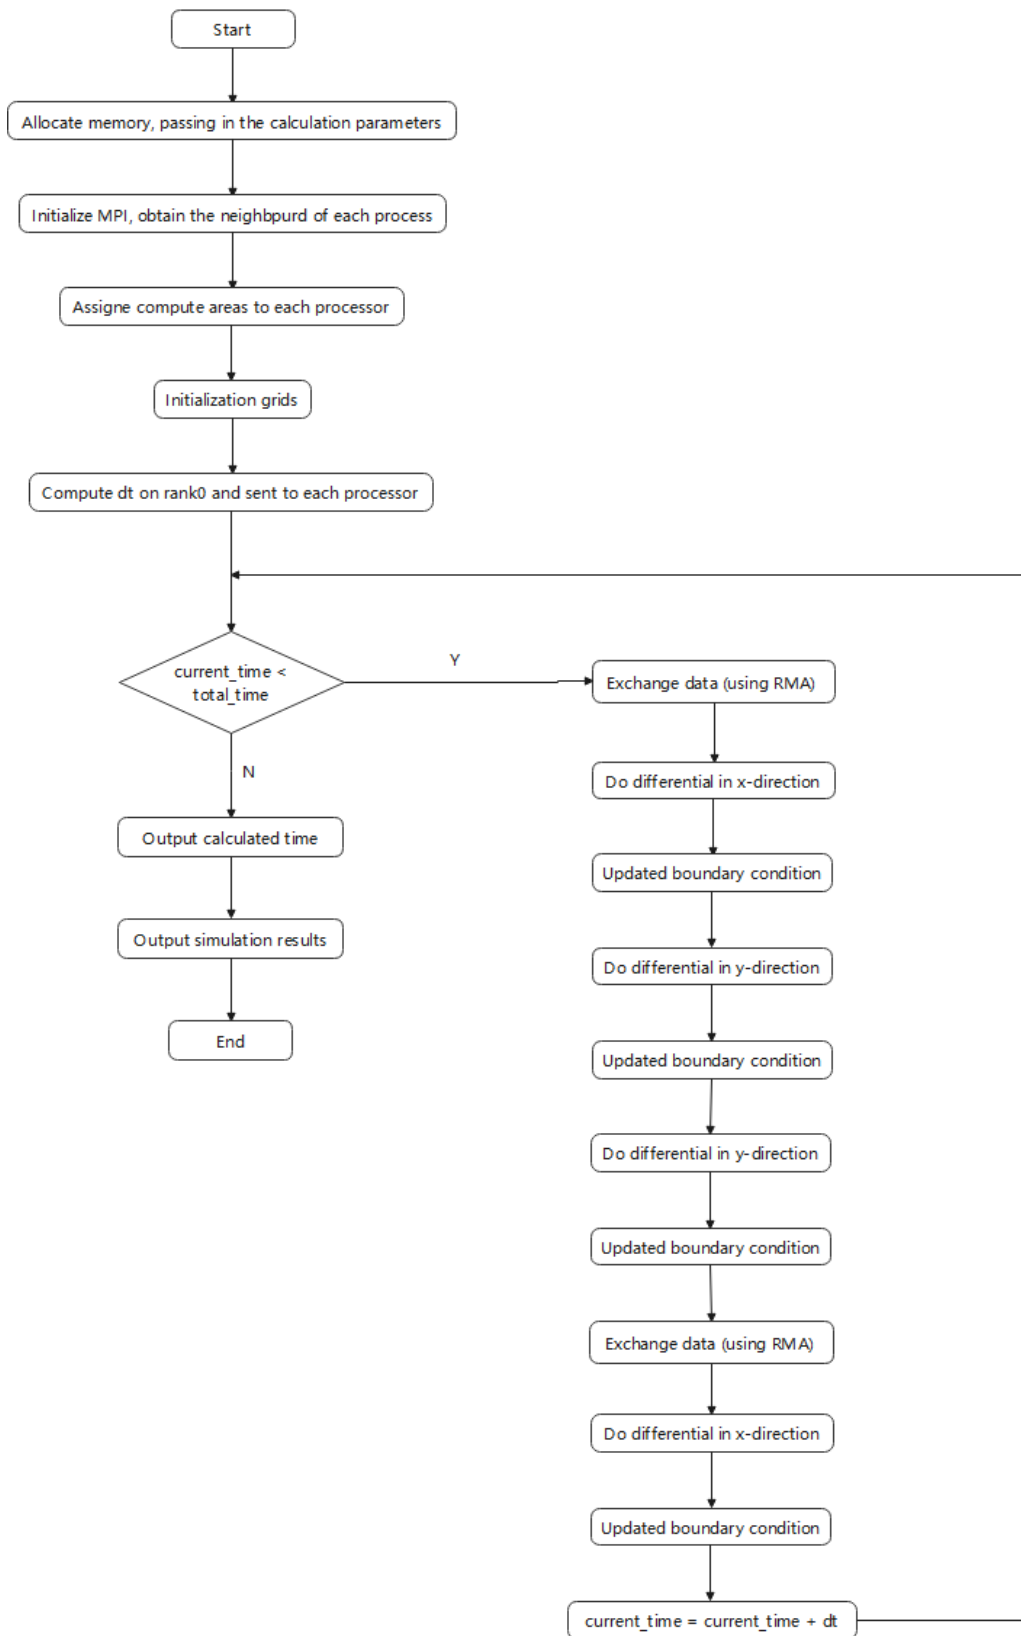 Start
Allocate memory, passing in the calculation parameters
Initialize MPI, obtain the neighbpurd of each process
Assigne compute areas to each processor
Initialization grids
Compute dt on rank0 and sent to each processor
current_time <
total_time
Y
N
Output calculated time
Output simulation results
End
Exchange data (using RMA)
Do differential in x-direction
Updated boundary condition
Do differential in y-direction
Updated boundary condition
Do differential in y-direction
Updated boundary condition
Exchange data (using RMA)
Do differential in x-direction
Updated boundary condition
current_time = current_time + dt